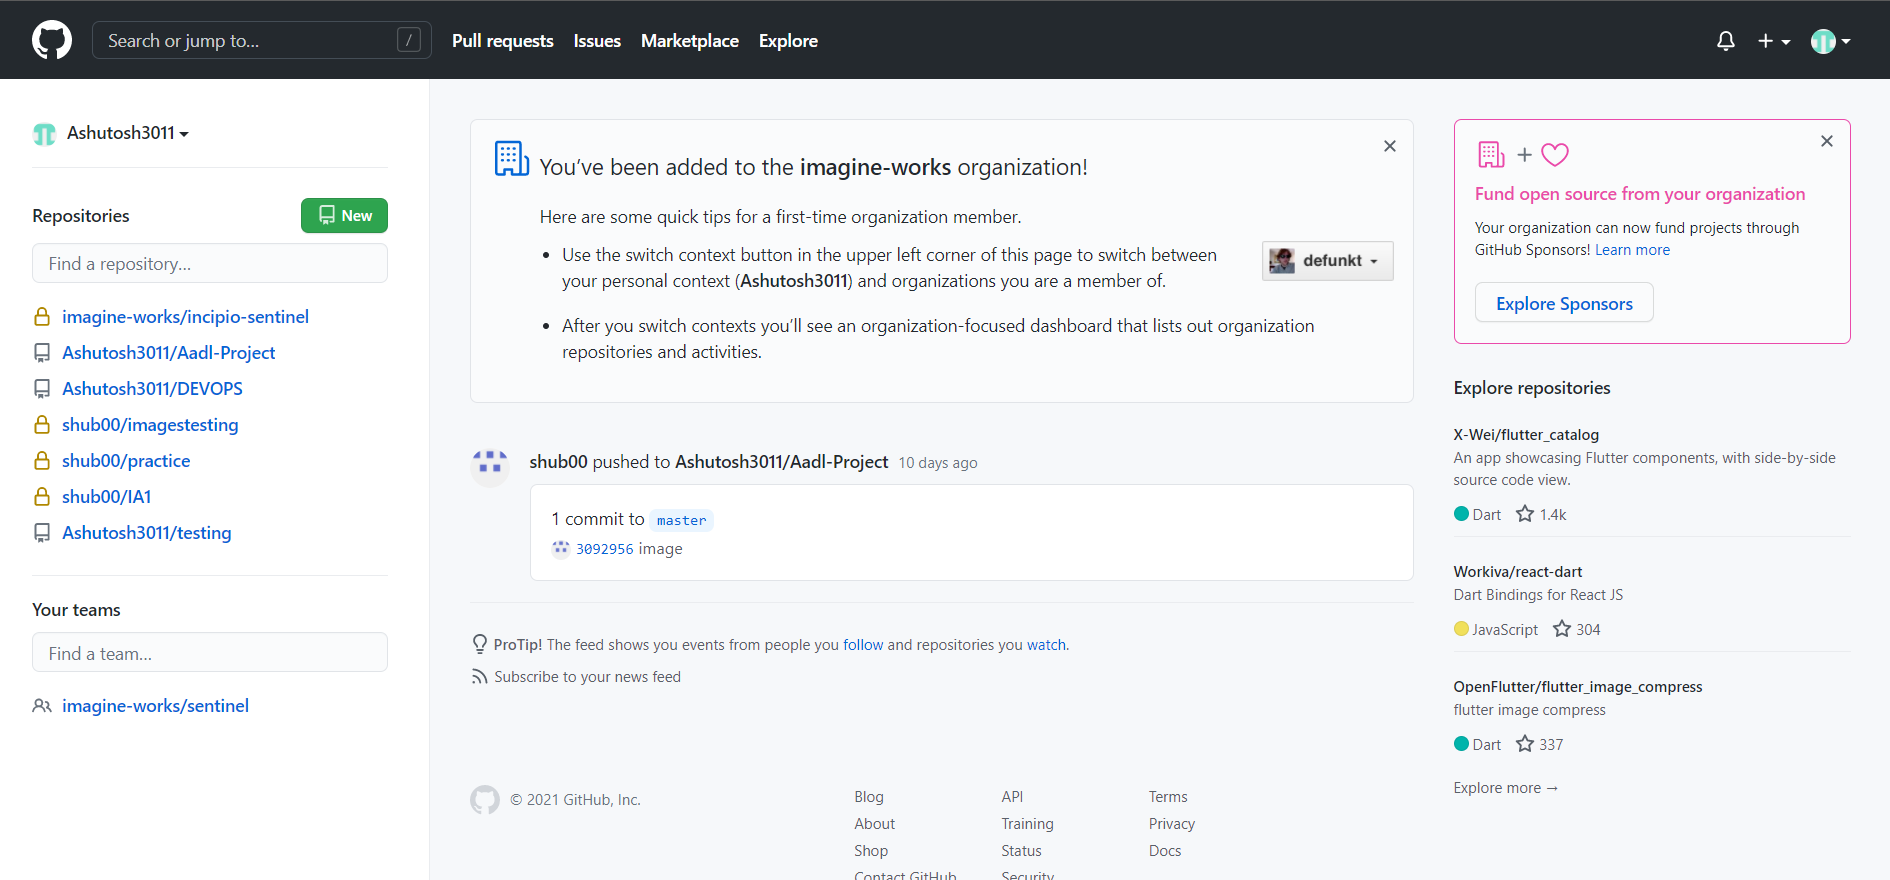 Search or jump to...
/
Pull requests
Issues
Marketplace
Explore
Ashutosh3011
Repositories
New
Find a repository...
imagine-works/incipio-sentinel
Ashutosh3011/Aadl-Project
Ashutosh3011/DEVOPS
shub00/imagestesting
shub00/practice
shub00/IA1
Ashutosh3011/testing
Your teams
Find a team...
imagine-works/sentinel
You’ve been added to the imagine-works organization!
Here are some quick tips for a first-time organization member.
Use the switch context button in the upper left corner of this page to switch between
your personal context (Ashutosh3011) and organizations you are a member of.
defunkt
After you switch contexts you’ll see an organization-focused dashboard that lists out organization
repositories and activities.
shub00 pushed to Ashutosh3011/Aadl-Project 10 days ago
1 commit to master
3092956 image
ProTip! The feed shows you events from people you follow and repositories you watch.
Subscribe to your news feed
Fund open source from your organization
Your organization can now fund projects through
GitHub Sponsors! Learn more
Explore Sponsors
Explore repositories
X-Wei/flutter_catalog
An app showcasing Flutter components, with side-by-side
source code view.
Dart 1.4k
Workiva/react-dart
Dart Bindings for React JS
JavaScript 304
OpenFlutter/flutter_image_compress
flutter image compress
Dart 337
Explore more →
© 2021 GitHub, Inc.
Blog
About
Shop
Contact GitHub
API
Training
Status
Security
Terms
Privacy
Docs